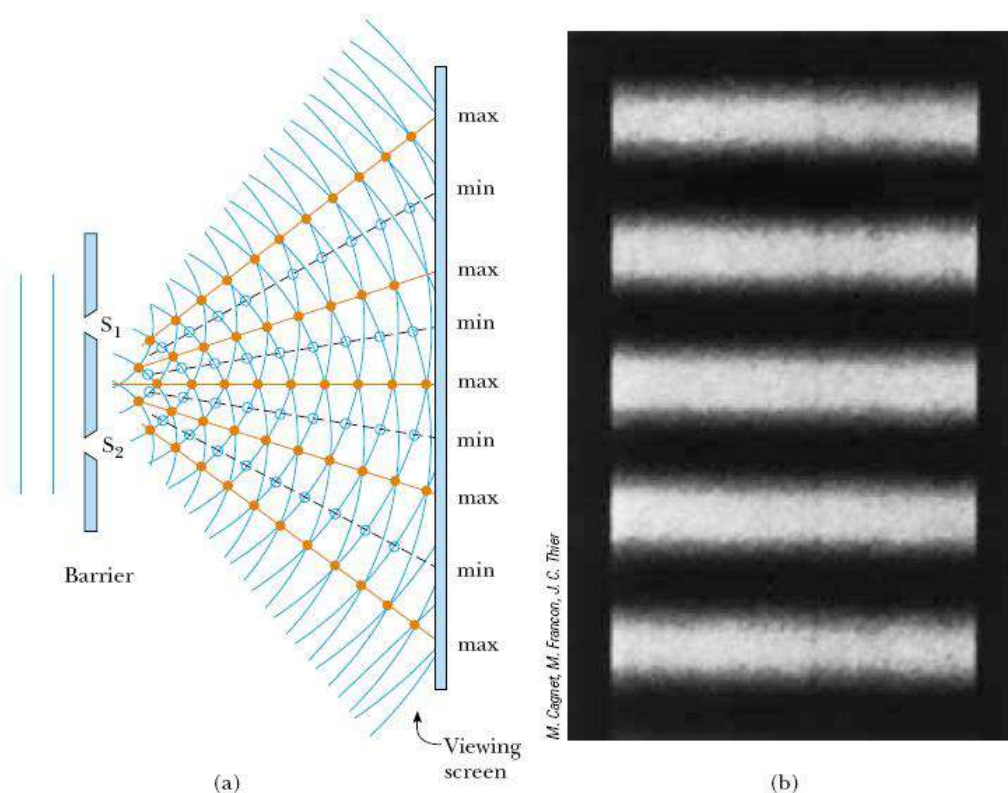 max
min
max
S1
min
max
min
S2
max
min
Barrier
max
Viewing
screen
(a)
M. Cagnet, M. Francon, J. C. Thier
(b)